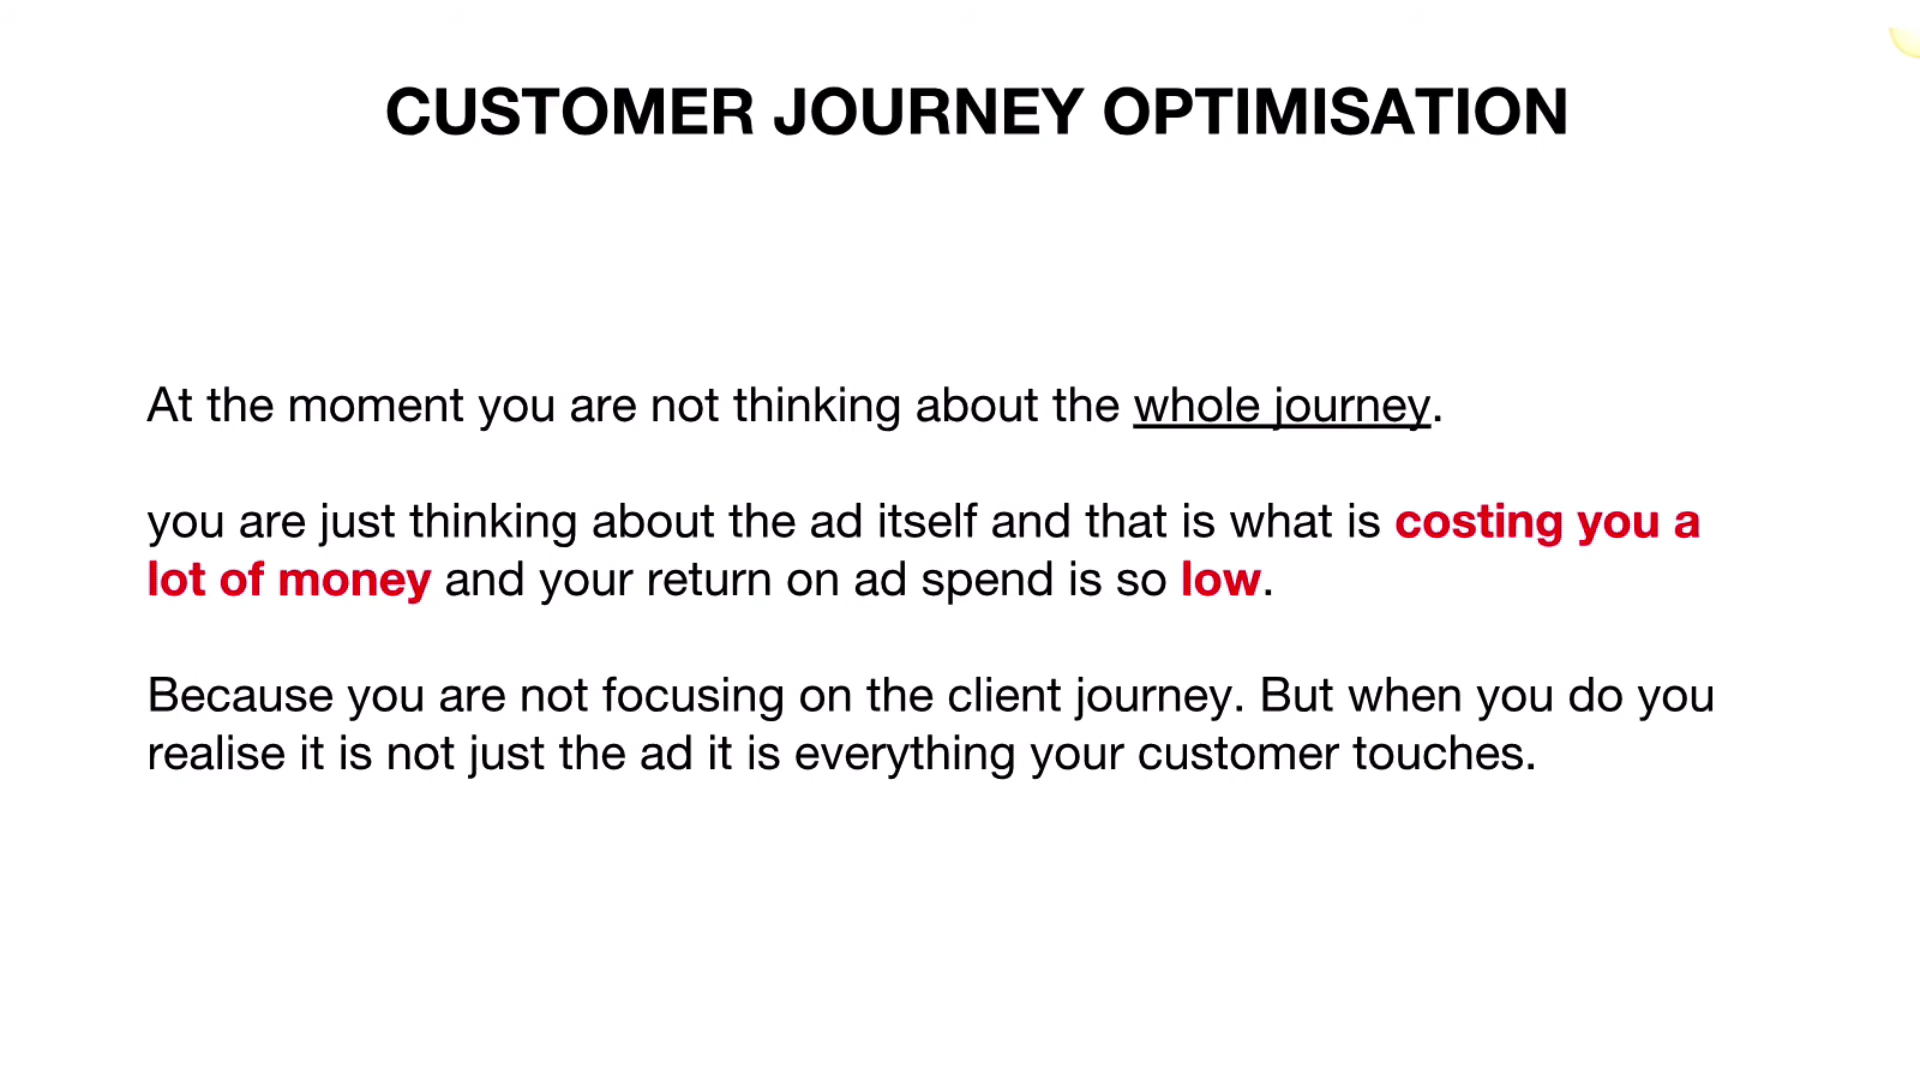 CUSTOMER JOURNEY OPTIMISATION
At the moment you are not thinking about the whole journey.
you are just thinking about the ad itself and that is what is costing you a
lot of money and your return on ad spend is so low.
Because you are not focusing on the client journey. But when you do you
realise it is not just the ad it is everything your customer touches.